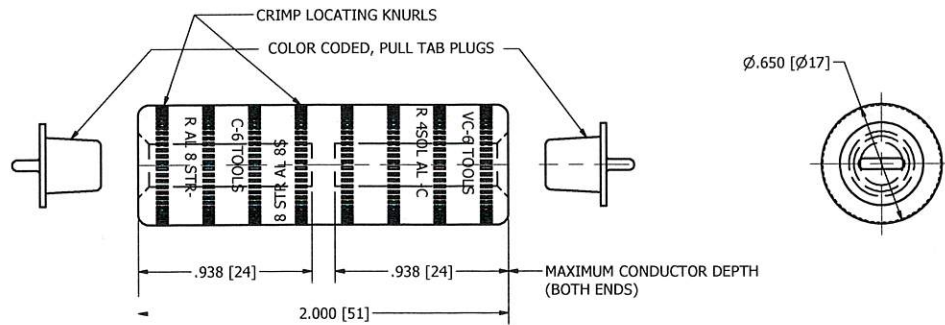 CRIMP LOCATING KNURLS
COLOR CODED, PULL TAB PLUGS
Ø.650 [Ø17]
R AL 8 STR-
C-6 TOOLS
8 STR AL 8S
R 4SOL AL -C
VC-6 TOOLS
.938 [24]
.938 [24]
MAXIMUM CONDUCTOR DEPTH
(BOTH ENDS)
2.000 [51]